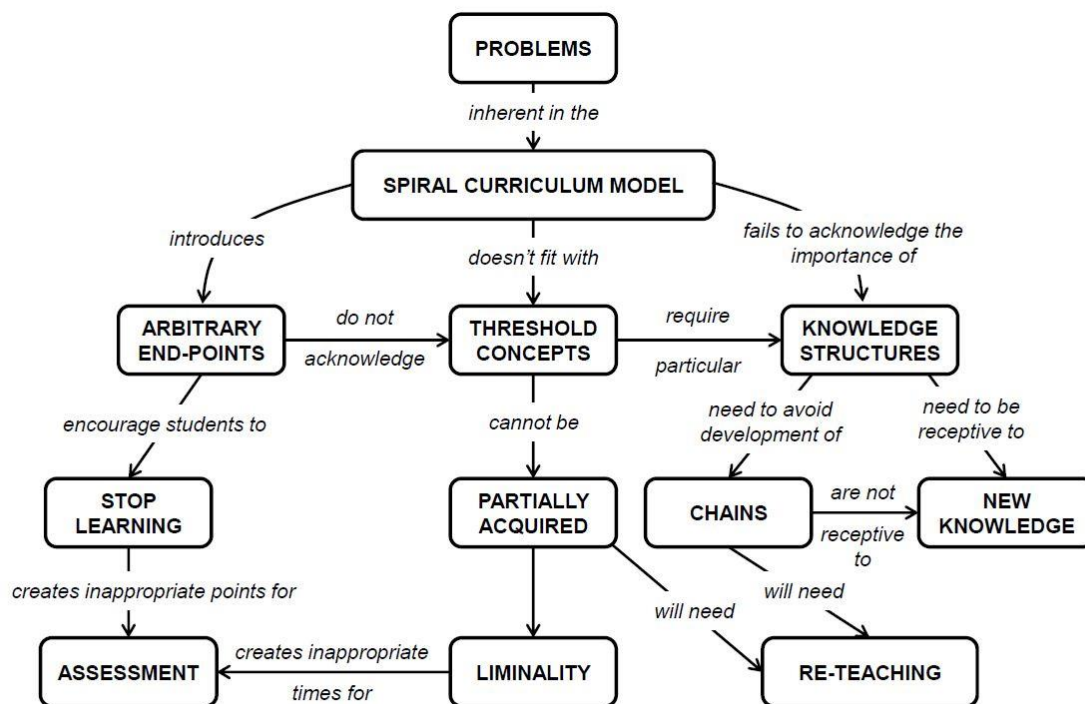 PROBLEMS
inherent in the
SPIRAL CURRICULUM MODEL
introduces
doesn't fit with
fails to acknowledge the
importance of
ARBITRARY
END-POINTS
do not
acknowledge
THRESHOLD
CONCEPTS
require
particular
KNOWLEDGE
STRUCTURES
encourage students to
cannot be
need to avoid
development of
need to be
receptive to
STOP
LEARNING
PARTIALLY
ACQUIRED
CHAINS
are not
receptive
to
NEW
KNOWLEDGE
creates inappropriate points for
will need
will need
ASSESSMENT
creates inappropriate
times for
LIMINALITY
RE-TEACHING